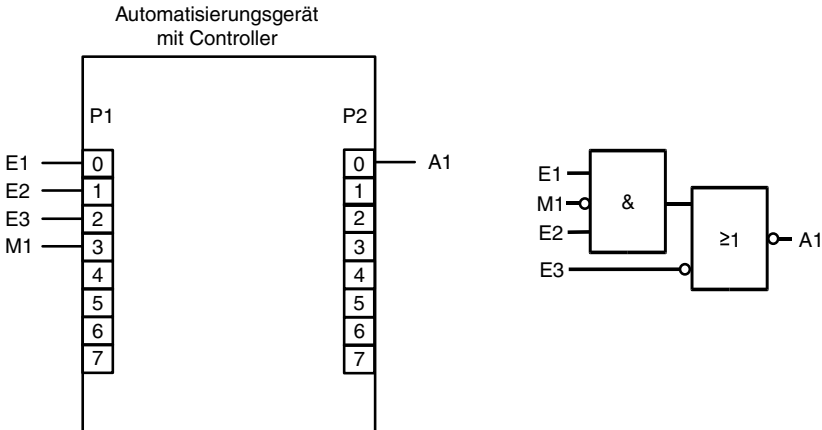 Automatisierungsgerät
mit Controller
P1
P2
E1
0
0
A1
E2
1
1
E3
2
2
M1
3
3
4
4
5
5
6
6
7
7
E1
M1
&
E2
E3
≥1
A1